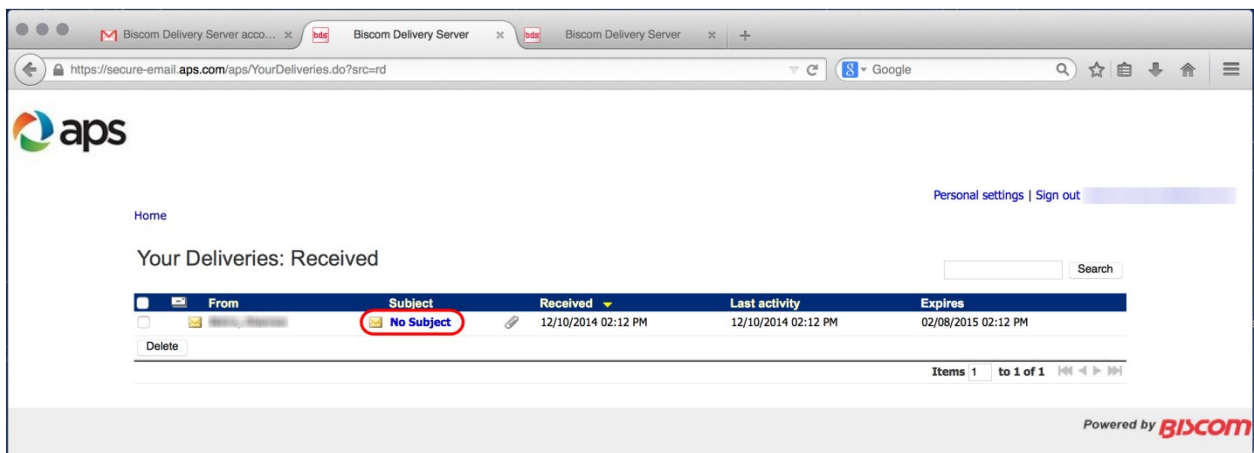 Biscom Delivery Server acco... × bds Biscom Delivery Server × bds Biscom Delivery Server × +
https://secure-email.aps.com/aps/YourDeliveries.do?src=rd 8 Google
aps
Personal settings | Sign out
Home
Your Deliveries: Received
Search
From Subject Received Last activity Expires
No Subject 12/10/2014 02:12 PM 12/10/2014 02:12 PM 02/08/2015 02:12 PM
Delete
Items 1 to 1 of 1
Powered by BISCOM